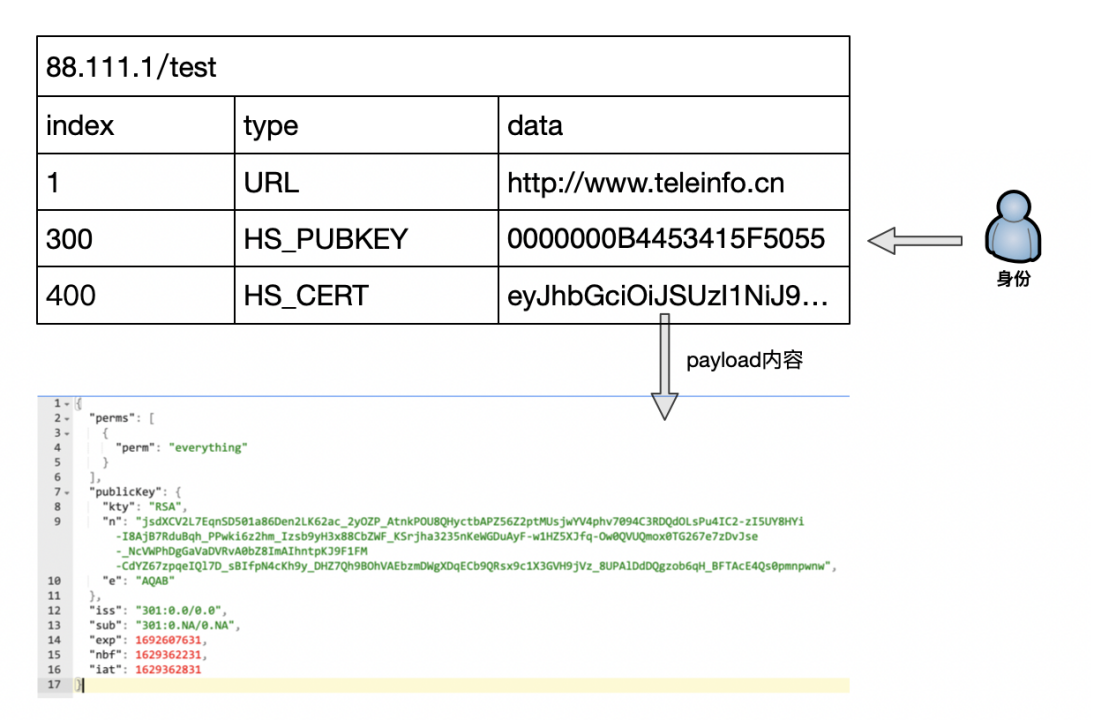 88.111.1/test
index type data
1 URL http://www.teleinfo.cn
300 HS_PUBKEY 0000000B4453415F5055
身份
400 HS_CERT eyJhbGciOiJSUzI1NiJ9...
payload内容
1 {
2 "perms": [
3 {
4 "perm": "everything"
5 }
6 ],
7 "publicKey": {
8 "kty": "RSA",
9 "n": "jsdXCV2L7EqnSD501a86Den2LK62ac_2yOZP_AtnkPOU8QHyctbAPZ56Z2ptMUsjwYV4phv7094C3RDQdOLsPu4IC2-zI5UY8HYi
-I8AjB7RduBqh_PPwki6z2hm_Izsb9yH3x88CbZWF_KSrjha3235nKeWGDuAyF-w1HZ5XJfq-Ow0QVUQmox0TG267e7zDvJse
-_NcVWPhDgGaVaDVRvA0bZ8ImAIhntpKJ9F1FM
-CdYZ67zpqeIQl7D_sBIfpN4cKh9y_DHZ7Qh9BOhVAEbzmDWgXDqECb9QRsx9c1X3GVH9jVz_8UPAlDdDQgzob6qH_BFTAcE4Qs0pmnpwnw",
10 "e": "AQAB"
11 },
12 "iss": "301:0.0/0.0",
13 "sub": "301:0.NA/0.NA",
14 "exp": 1692607631,
15 "nbf": 1629362231,
16 "iat": 1629362831
17 }